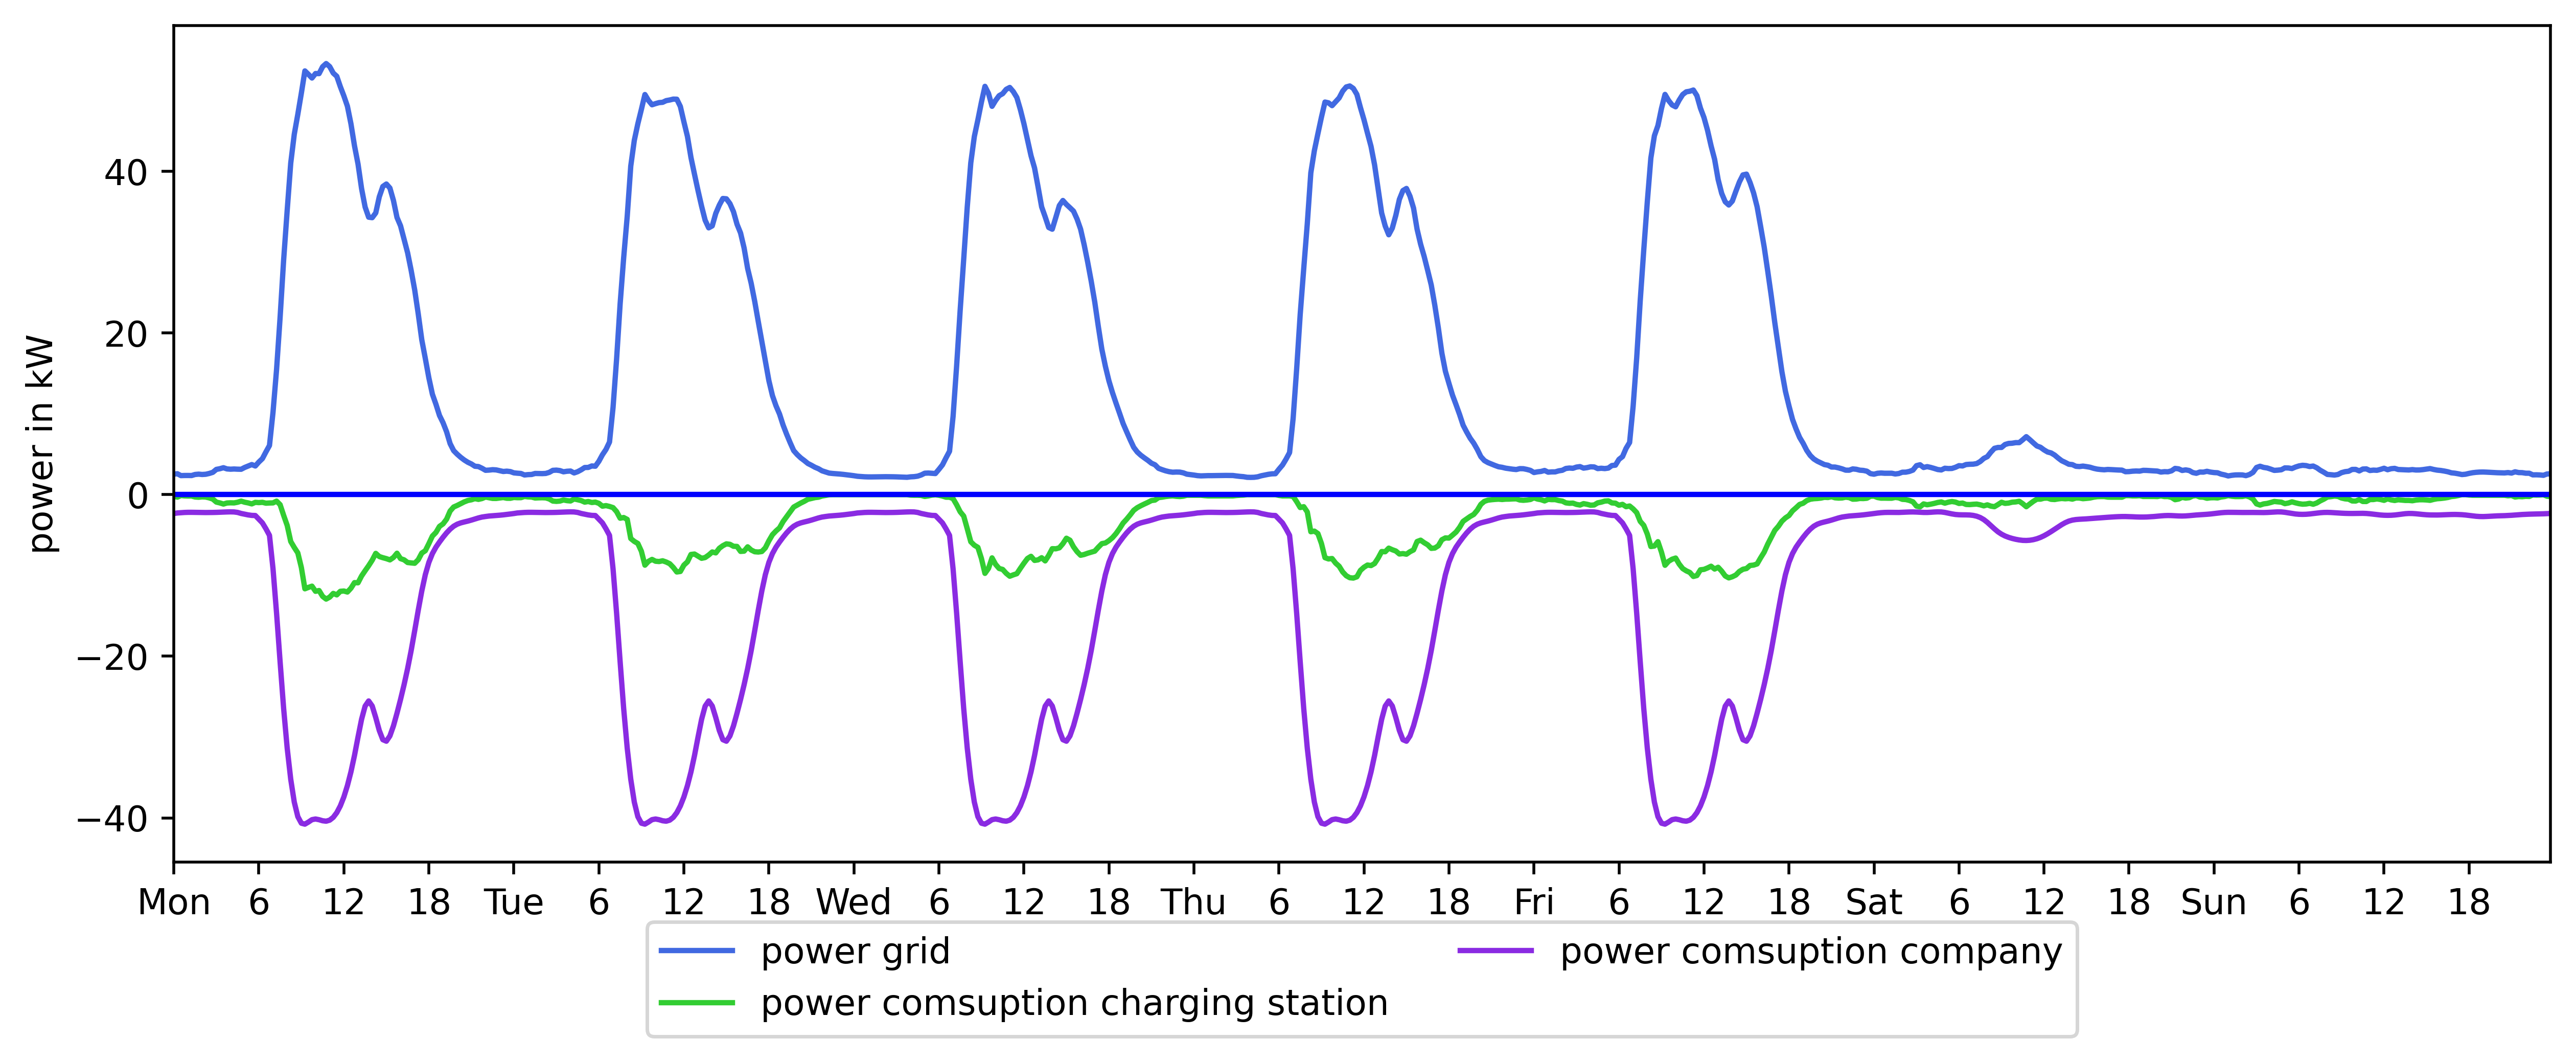 power in kW
40
20
0
−20
−40
Mon 6 12 18 Tue 6 12 18 Wed 6 12 18 Thu 6 12 18 Fri 6 12 18 Sat 6 12 18 Sun 6 12 18
power grid
power comsuption charging station
power comsuption company